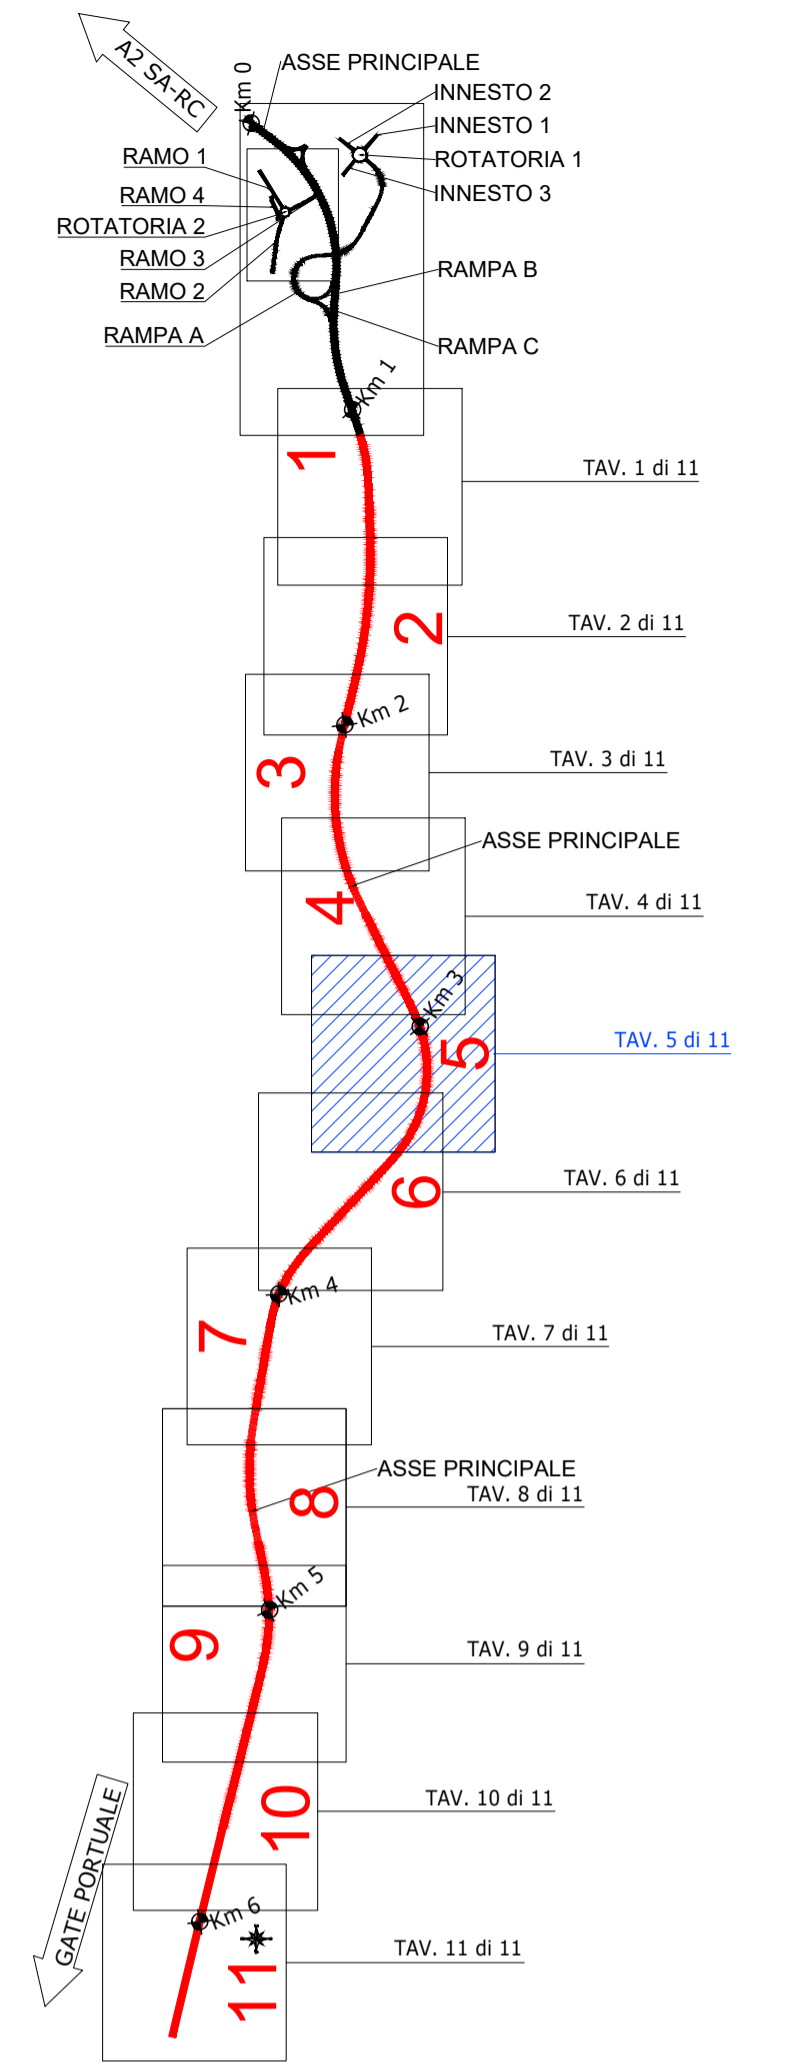 A2 SA-RC
Km 0
ASSE PRINCIPALE
INNESTO 2
INNESTO 1
RAMO 1
ROTATORIA 1
RAMO 4
INNESTO 3
ROTATORIA 2
RAMO 3
RAMPA B
RAMO 2
RAMPA A
RAMPA C
Km 1
1
TAV. 1 di 11
2
TAV. 2 di 11
Km 2
3
TAV. 3 di 11
ASSE PRINCIPALE
4
TAV. 4 di 11
Km 3
5
TAV. 5 di 11
6
TAV. 6 di 11
Km 4
7
TAV. 7 di 11
ASSE PRINCIPALE
8
TAV. 8 di 11
Km 5
9
TAV. 9 di 11
10
TAV. 10 di 11
GATE PORTUALE
Km 6
11
TAV. 11 di 11